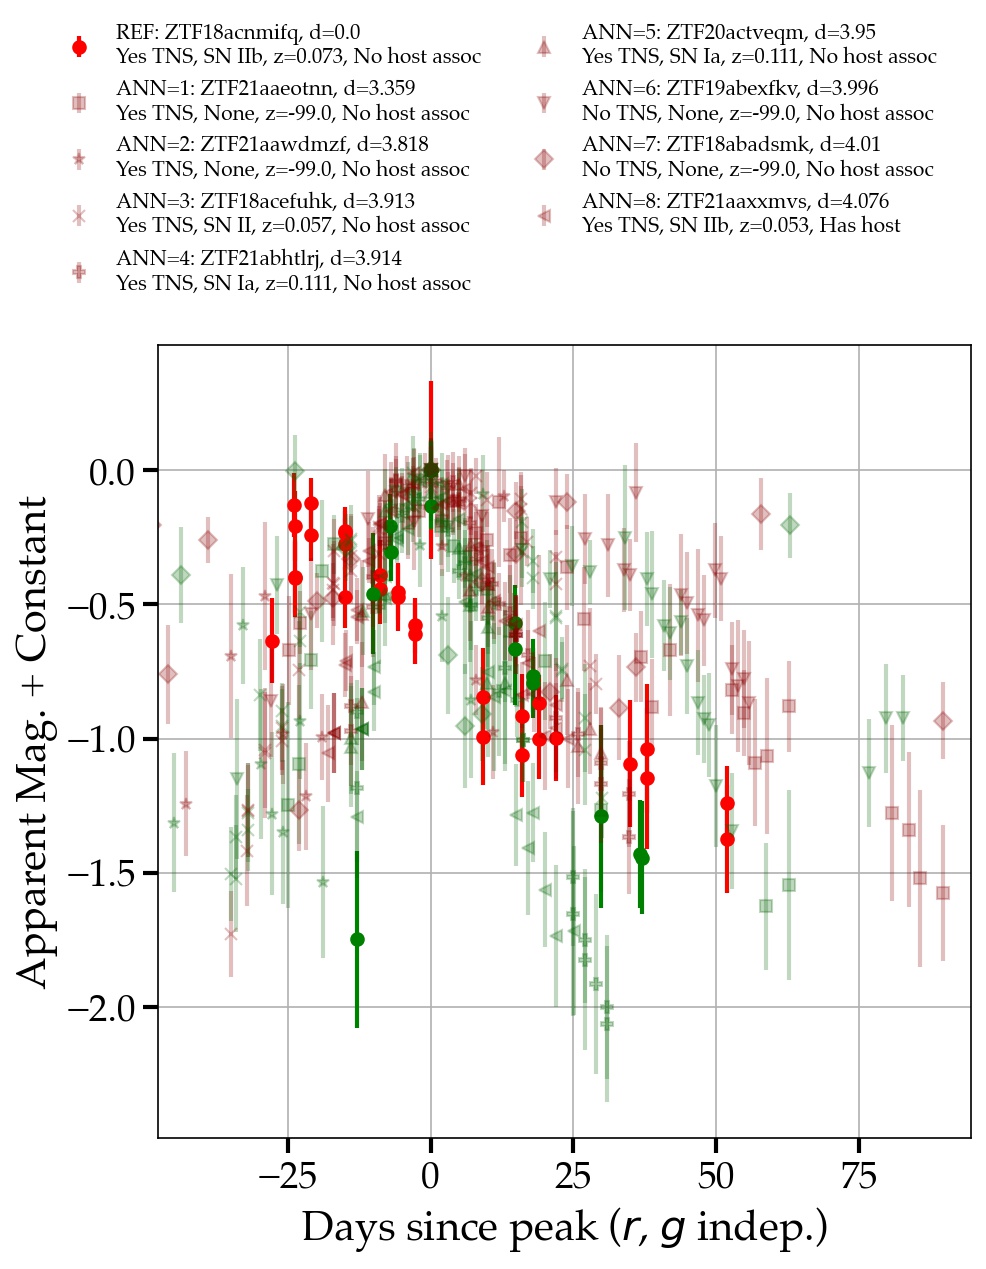 REF: ZTF18acnmifq, d=0.0
Yes TNS, SN IIb, z=0.073, No host assoc
ANN=1: ZTF21aaeotnn, d=3.359
Yes TNS, None, z=-99.0, No host assoc
ANN=2: ZTF21aawdmzf, d=3.818
Yes TNS, None, z=-99.0, No host assoc
ANN=3: ZTF18acefuhk, d=3.913
Yes TNS, SN II, z=0.057, No host assoc
ANN=4: ZTF21abhtlrj, d=3.914
Yes TNS, SN Ia, z=0.111, No host assoc
ANN=5: ZTF20actveqm, d=3.95
Yes TNS, SN Ia, z=0.111, No host assoc
ANN=6: ZTF19abexfkv, d=3.996
No TNS, None, z=-99.0, No host assoc
ANN=7: ZTF18abadsmk, d=4.01
No TNS, None, z=-99.0, No host assoc
ANN=8: ZTF21aaxxmvs, d=4.076
Yes TNS, SN IIb, z=0.053, Has host
Apparent Mag. + Constant
0.0
−0.5
−1.0
−1.5
−2.0
−25
0
25
50
75
Days since peak (r, g indep.)